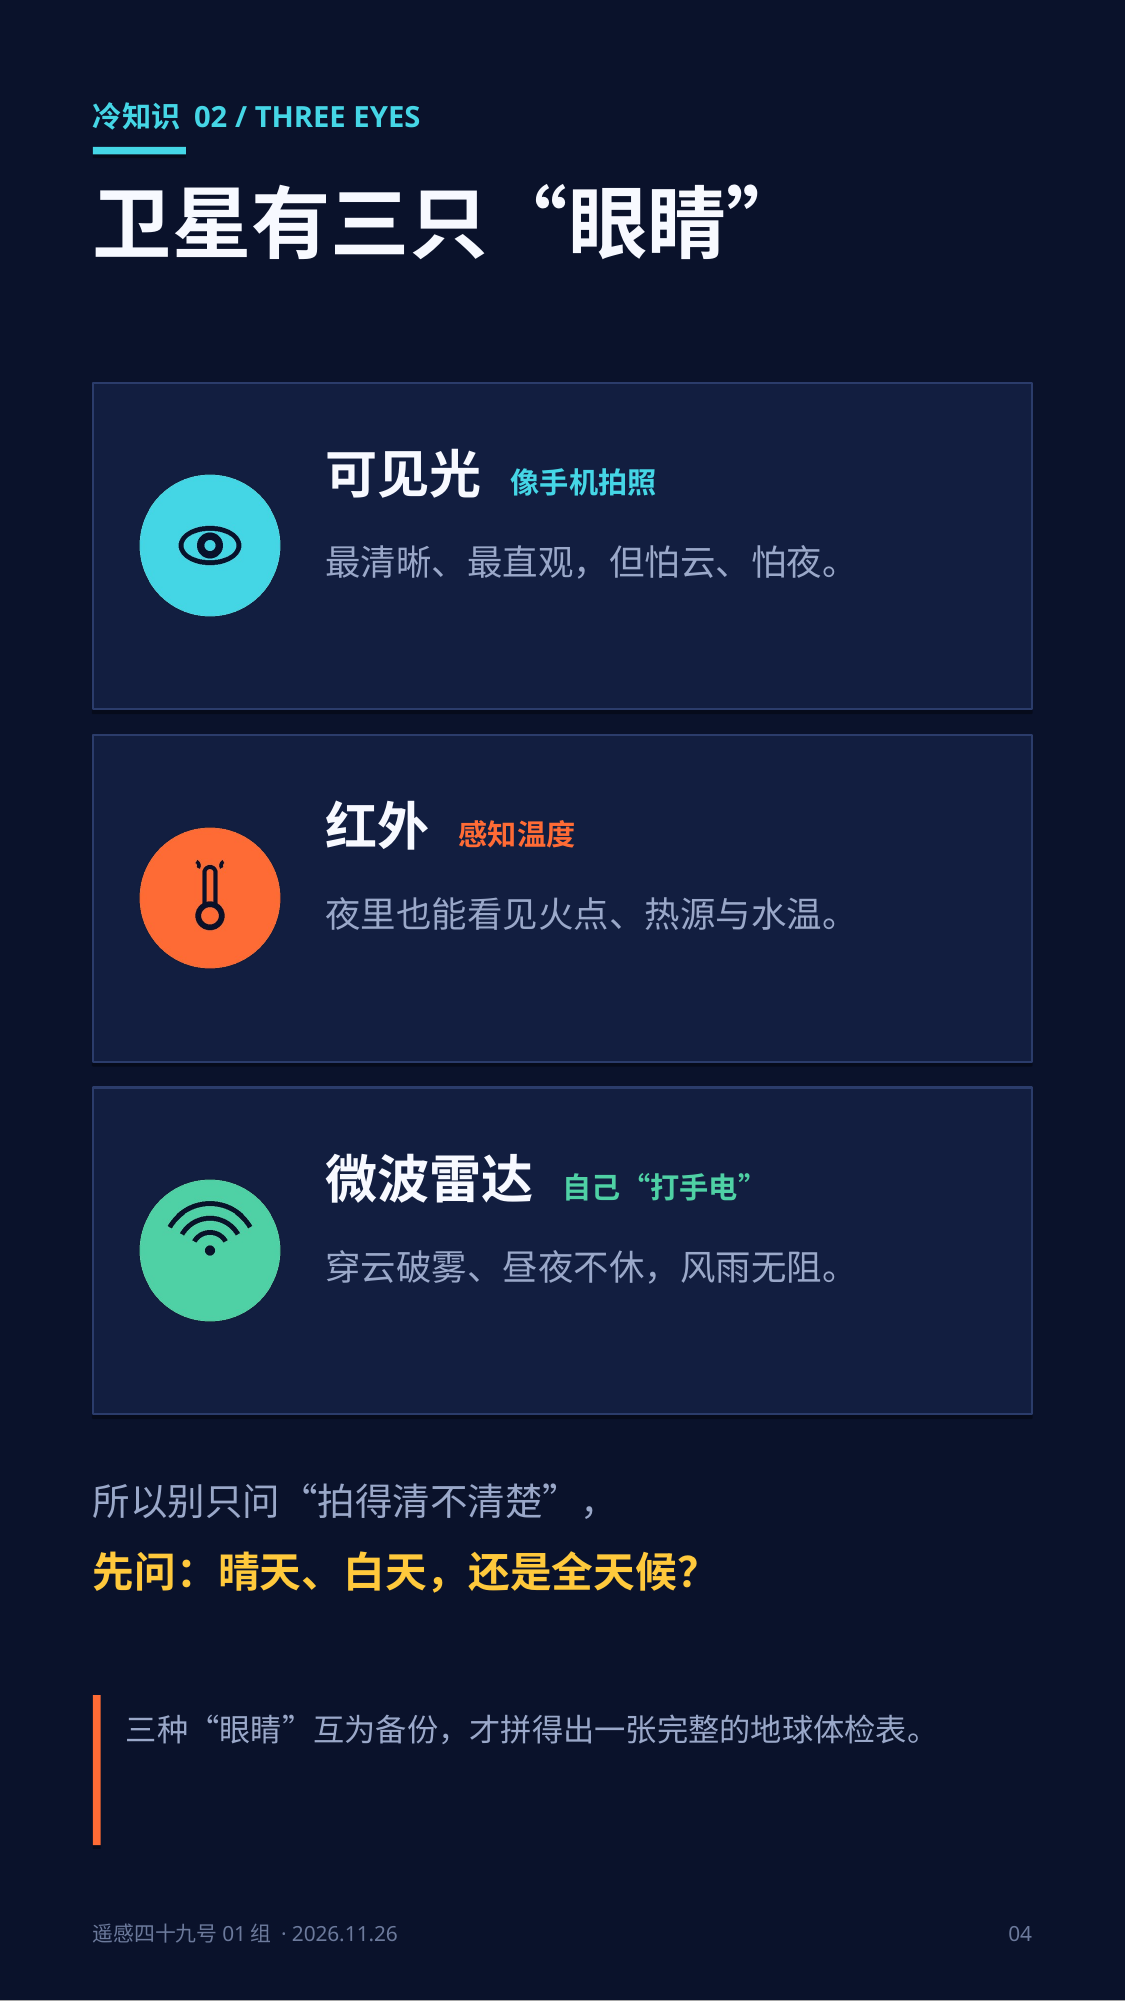 冷知识 02 / THREE EYES
卫星有三只“眼睛”
可见光 像手机拍照
最清晰、最直观，但怕云、怕夜。
红外 感知温度
夜里也能看见火点、热源与水温。
微波雷达 自己“打手电”
穿云破雾、昼夜不休，风雨无阻。
所以别只问“拍得清不清楚”，
先问：晴天、白天，还是全天候？
三种“眼睛”互为备份，才拼得出一张完整的地球体检表。
遥感四十九号 01 组 · 2026.11.26
04